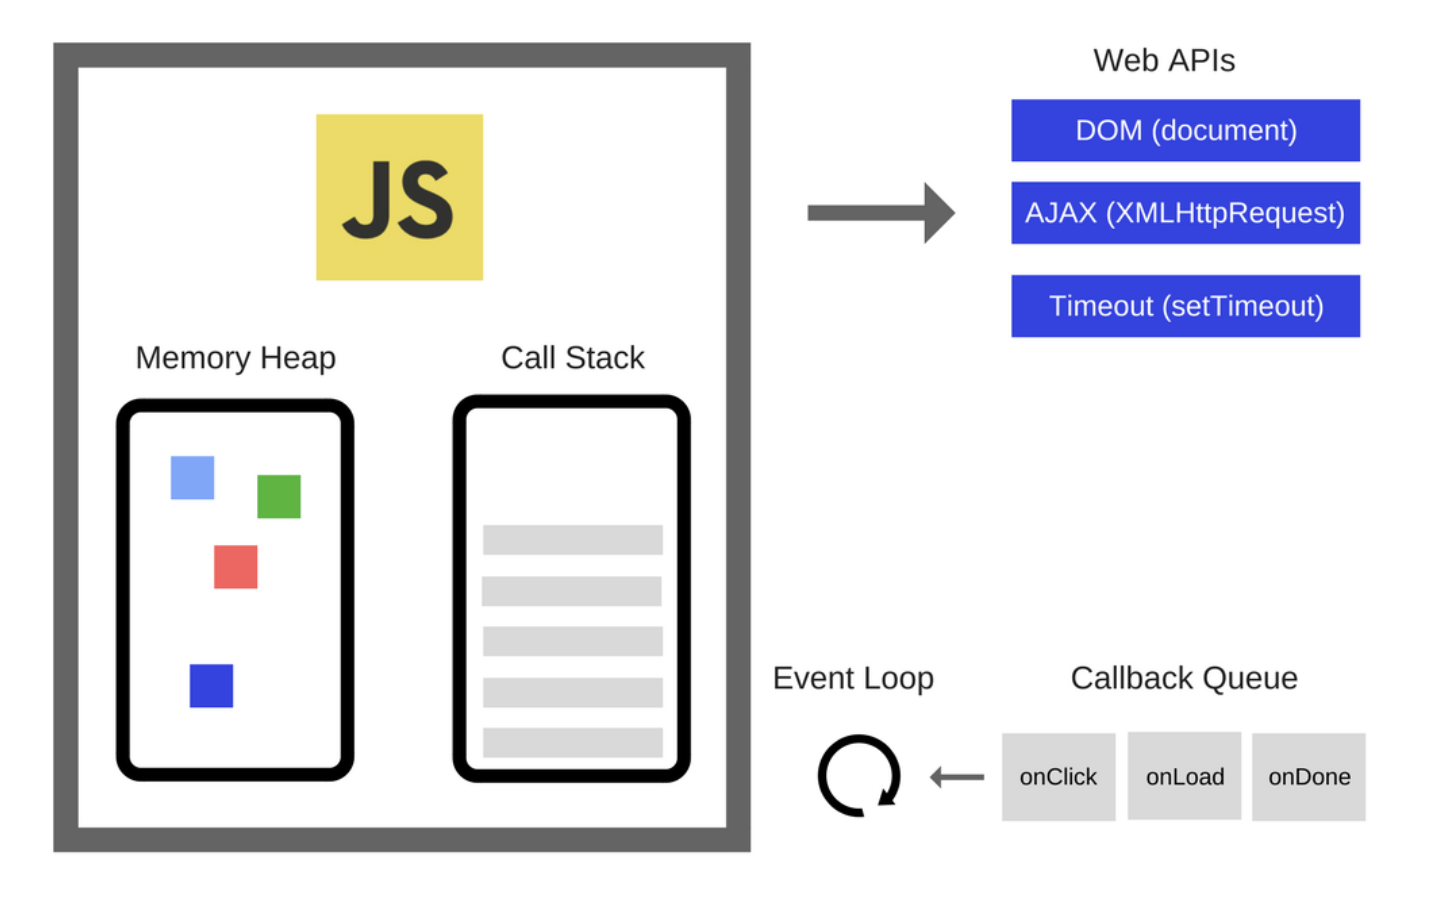 Web APIs
DOM (document)
JS
AJAX (XMLHttpRequest)
Timeout (setTimeout)
Memory Heap
Call Stack
Event Loop
Callback Queue
onClick
onLoad
onDone